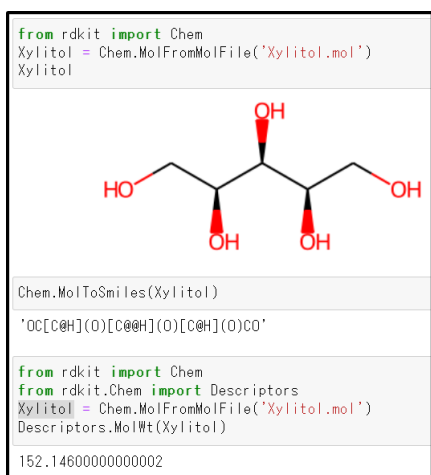 from rdkit import Chem
Xylitol = Chem.MolFromMolFile('Xylitol.mol')
Xylitol
OH
HO
OH
OH
OH
Chem.MolToSmiles(Xylitol)
'OC[C@H](O)[C@@H](O)[C@H](O)CO'
from rdkit import Chem
from rdkit.Chem import Descriptors
Xylitol = Chem.MolFromMolFile('Xylitol.mol')
Descriptors.MolWt(Xylitol)
152.14600000000002